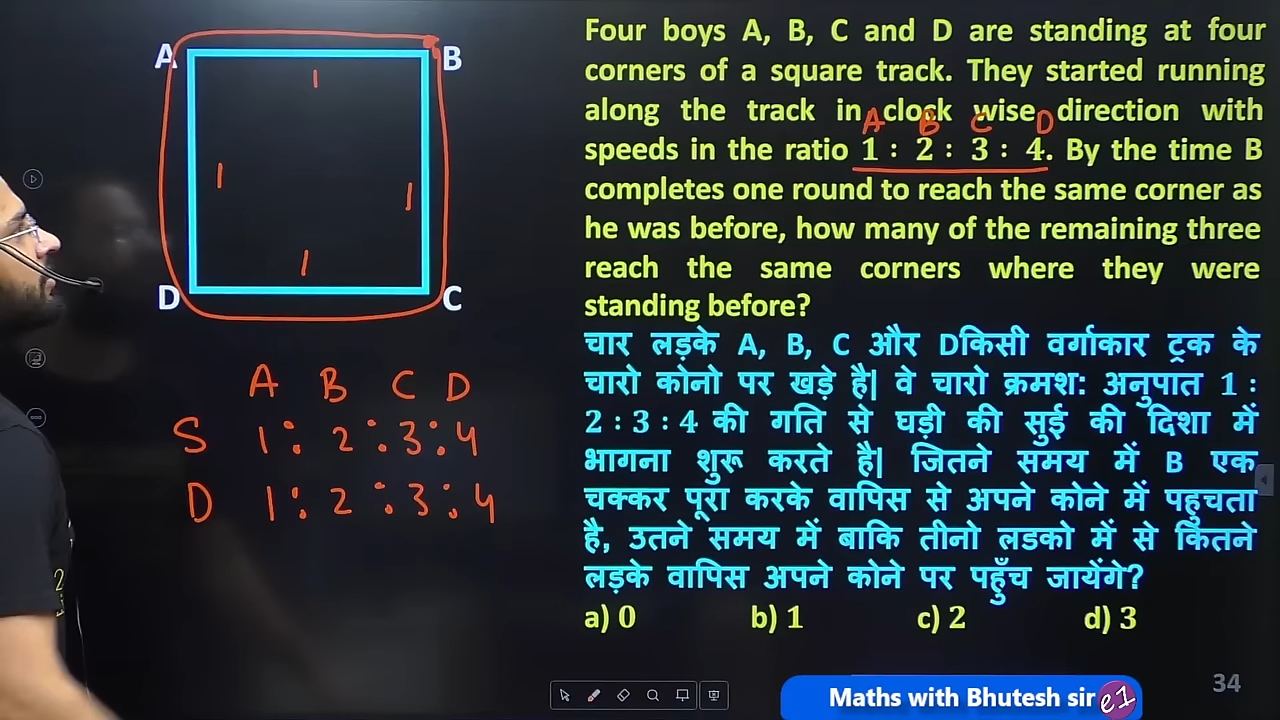 A
B
D
C
A B C D
S 1 : 2 : 3 : 4
D 1 : 2 : 3 : 4
1
1
1
1
Four boys A, B, C and D are standing at four
corners of a square track. They started running
along the track in clock wise direction with
A B C D
speeds in the ratio 1 : 2 : 3 : 4. By the time B
completes one round to reach the same corner as
he was before, how many of the remaining three
reach the same corners where they were
standing before?
चार लड़के A, B, C और Dकिसी वर्गाकार ट्रक के
चारो कोनो पर खड़े है| वे चारो क्रमश: अनुपात 1 :
2 : 3 : 4 की गति से घड़ी की सुई की दिशा में
भागना शुरू करते है| जितने समय में B एक
चक्कर पूरा करके वापिस से अपने कोने में पहुचता
है, उतने समय में बाकि तीनो लडको में से कितने
लड़के वापिस अपने कोने पर पहुँच जायेंगे?
a) 0 b) 1 c) 2 d) 3
34
Maths with Bhutesh sir e1